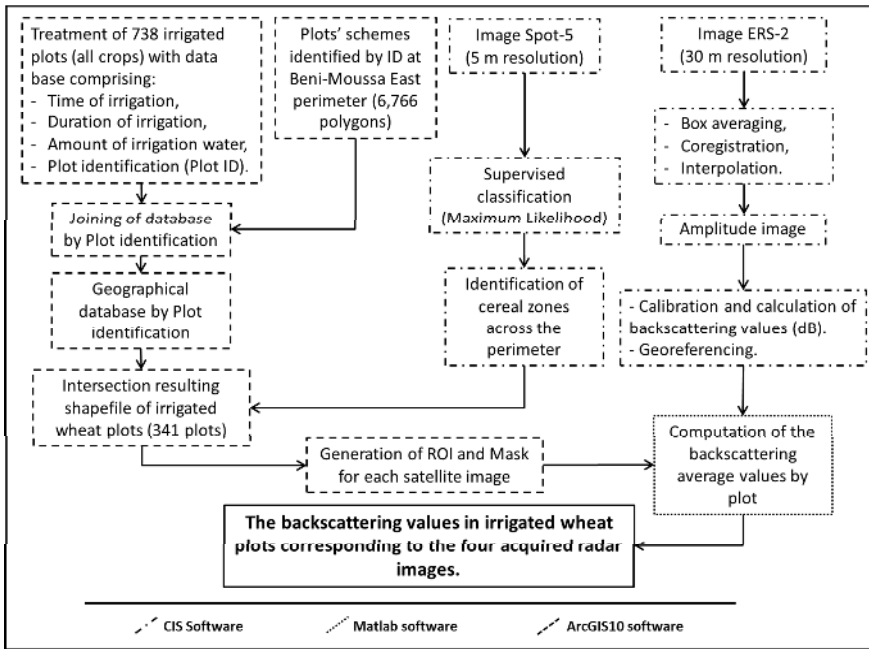 Treatment of 738 irrigated
plots (all crops) with data
base comprising:
- Time of irrigation,
- Duration of irrigation,
- Amount of irrigation water,
- Plot identification (Plot ID).
Plots' schemes
identified by ID at
Beni-Moussa East
perimeter (6,766
polygons)
Image Spot-5
(5 m resolution)
Image ERS-2
(30 m resolution)
- Box averaging,
- Coregistration,
- Interpolation.
Supervised
classification
(Maximum Likelihood)
Joining of database
by Plot identification
Amplitude image
Geographical
database by Plot
identification
Identification of
cereal zones
across the
perimeter
- Calibration and calculation of
backscattering values (dB).
- Georeferencing.
Intersection resulting
shapefile of irrigated
wheat plots (341 plots)
Computation of the
backscattering
average values by
plot
Generation of ROI and Mask
for each satellite image
The backscattering values in irrigated wheat
plots corresponding to the four acquired radar
images.
CIS Software
Matlab software
ArcGIS10 software